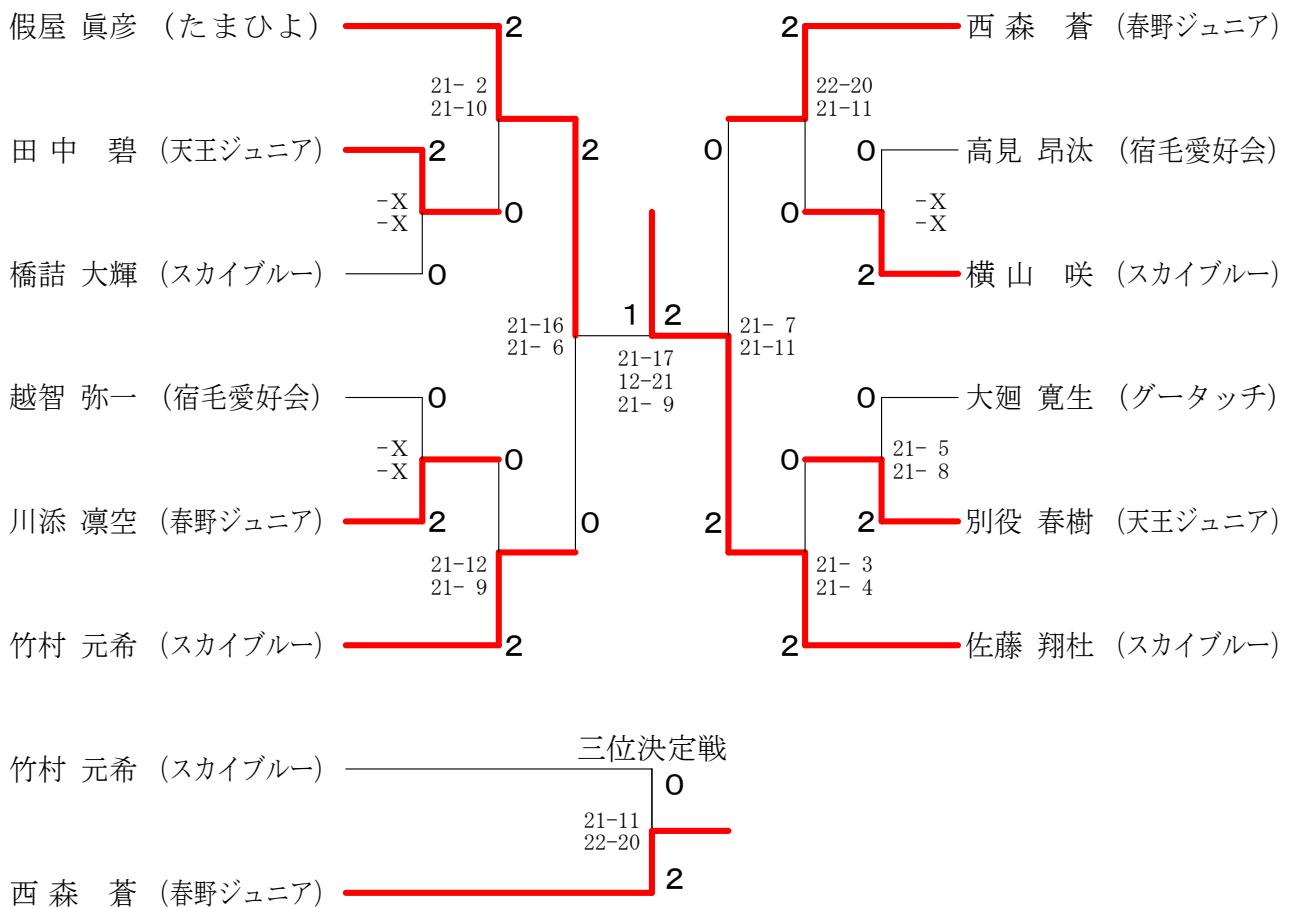 假屋 眞彦 (たまひよ)
2
2
西 森　蒼 (春野ジュニア)
21- 2
21-10
22-20
21-11
田 中　碧 (天王ジュニア)
2
2
0
0
高見 昂汰 (宿毛愛好会)
-X
-X
0
0
-X
-X
橋詰 大輝 (スカイブルー)
0
2
横 山　咲 (スカイブルー)
21-16
21- 6
1
2
21- 7
21-11
21-17
12-21
21- 9
越智 弥一 (宿毛愛好会)
0
0
大廻 寛生 (グータッチ)
-X
-X
0
0
21- 5
21- 8
川添 凛空 (春野ジュニア)
2
0
2
2
別役 春樹 (天王ジュニア)
21-12
21- 9
21- 3
21- 4
竹村 元希 (スカイブルー)
2
2
佐藤 翔杜 (スカイブルー)
三位決定戦
竹村 元希 (スカイブルー)
0
21-11
22-20
西 森　蒼 (春野ジュニア)
2